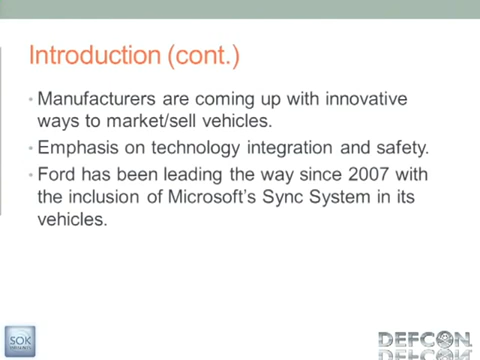 Introduction (cont.)
Manufacturers are coming up with innovative
ways to market/sell vehicles.
Emphasis on technology integration and safety.
Ford has been leading the way since 2007 with
the inclusion of Microsoft's Sync System in its
vehicles.
SOK
DEFCON